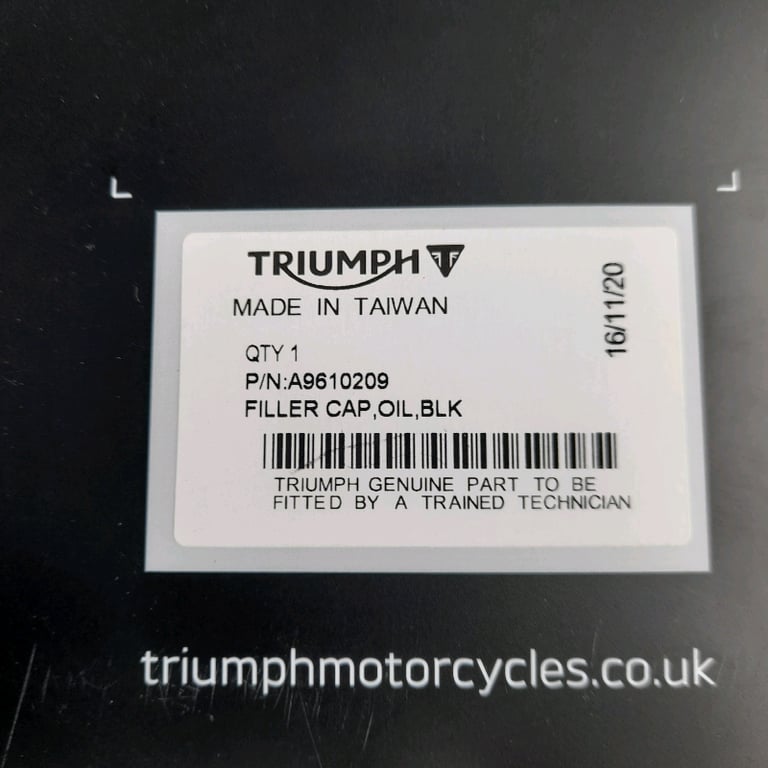 TRIUMPH
MADE IN TAIWAN
16/11/20
QTY 1
P/N:A9610209
FILLER CAP,OIL,BLK
TRIUMPH GENUINE PART TO BE
FITTED BY A TRAINED TECHNICIAN
triumphmotorcycles.co.uk